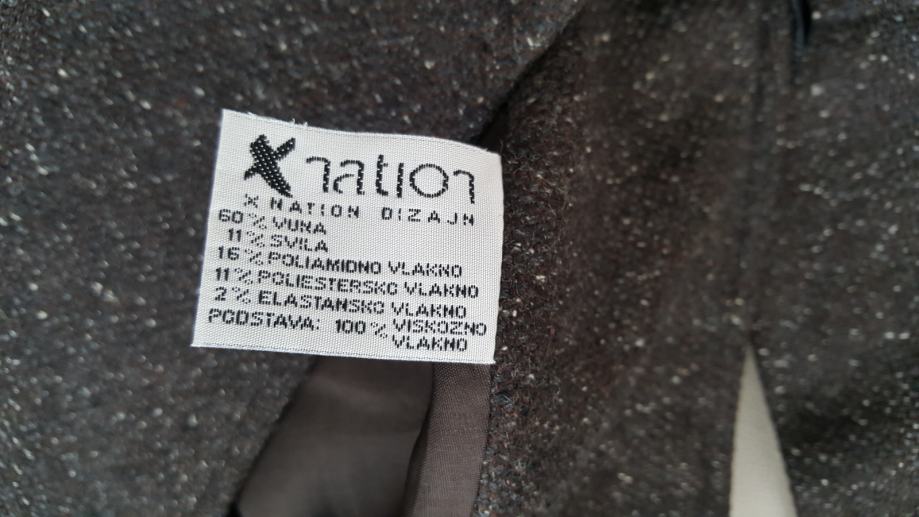 X nation
X NATION DIZAJN
60% VUNA
11% SVILA
16% POLIAMIDNO VLAKNO
11% POLIESTERSKO VLAKNO
2% ELASTANSKO VLAKNO
PODSTAVA: 100% VISKOZNO
VLAKNO